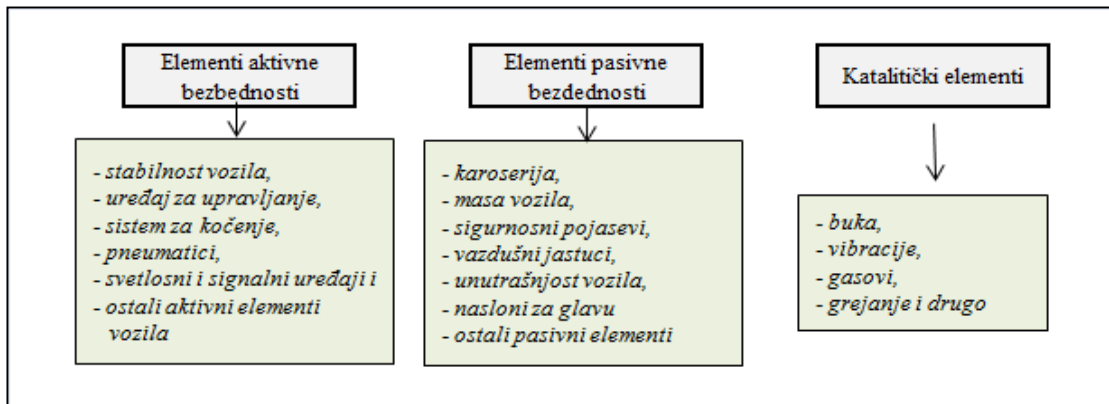 Elementi aktivne
bezbednosti
- stabilnost vozila,
- uređaj za upravljanje,
- sistem za kočenje,
- pneumatici,
- svetlosni i signalni uređaji i
- ostali aktivni elementi
vozila
Elementi pasivne
bezdednosti
- karoserija,
- masa vozila,
- sigurnosni pojasevi,
- vazdušni jastuci,
- unutrašnjost vozila,
- nasloni za glavu
- ostali pasivni elementi
Katalitički elementi
- buka,
- vibracije,
- gasovi,
- grejanje i drugo